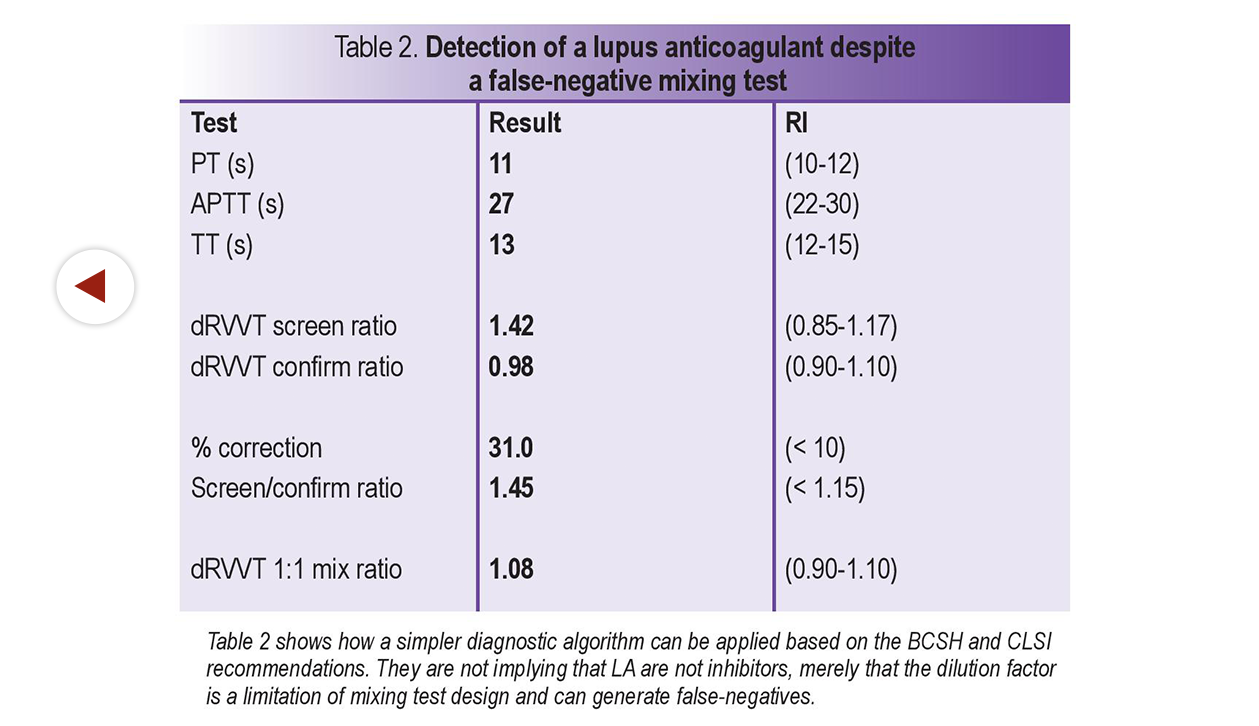 Table 2. Detection of a lupus anticoagulant despite
a false-negative mixing test
Test Result RI
PT (s) 11 (10-12)
APTT (s) 27 (22-30)
TT (s) 13 (12-15)
dRVVT screen ratio 1.42 (0.85-1.17)
dRVVT confirm ratio 0.98 (0.90-1.10)
% correction 31.0 (< 10)
Screen/confirm ratio 1.45 (< 1.15)
dRVVT 1:1 mix ratio 1.08 (0.90-1.10)
Table 2 shows how a simpler diagnostic algorithm can be applied based on the BCSH and CLSI
recommendations. They are not implying that LA are not inhibitors, merely that the dilution factor
is a limitation of mixing test design and can generate false-negatives.